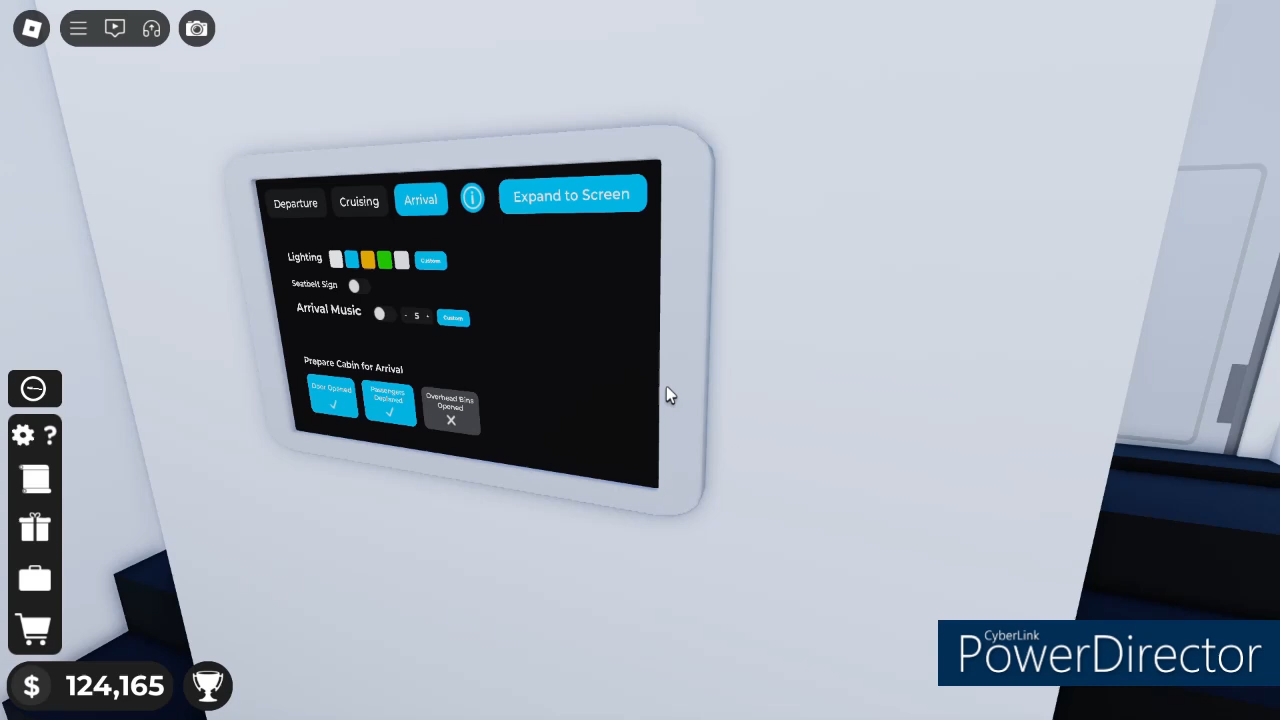 Departure Cruising Arrival i Expand to Screen
Lighting Custom
Seatbelt Sign
Arrival Music - 5 + Custom
Prepare Cabin for Arrival
Door Opened
Passengers Deplaned
Overhead Bins Opened
?
$ 124,165
CyberLink
PowerDirector